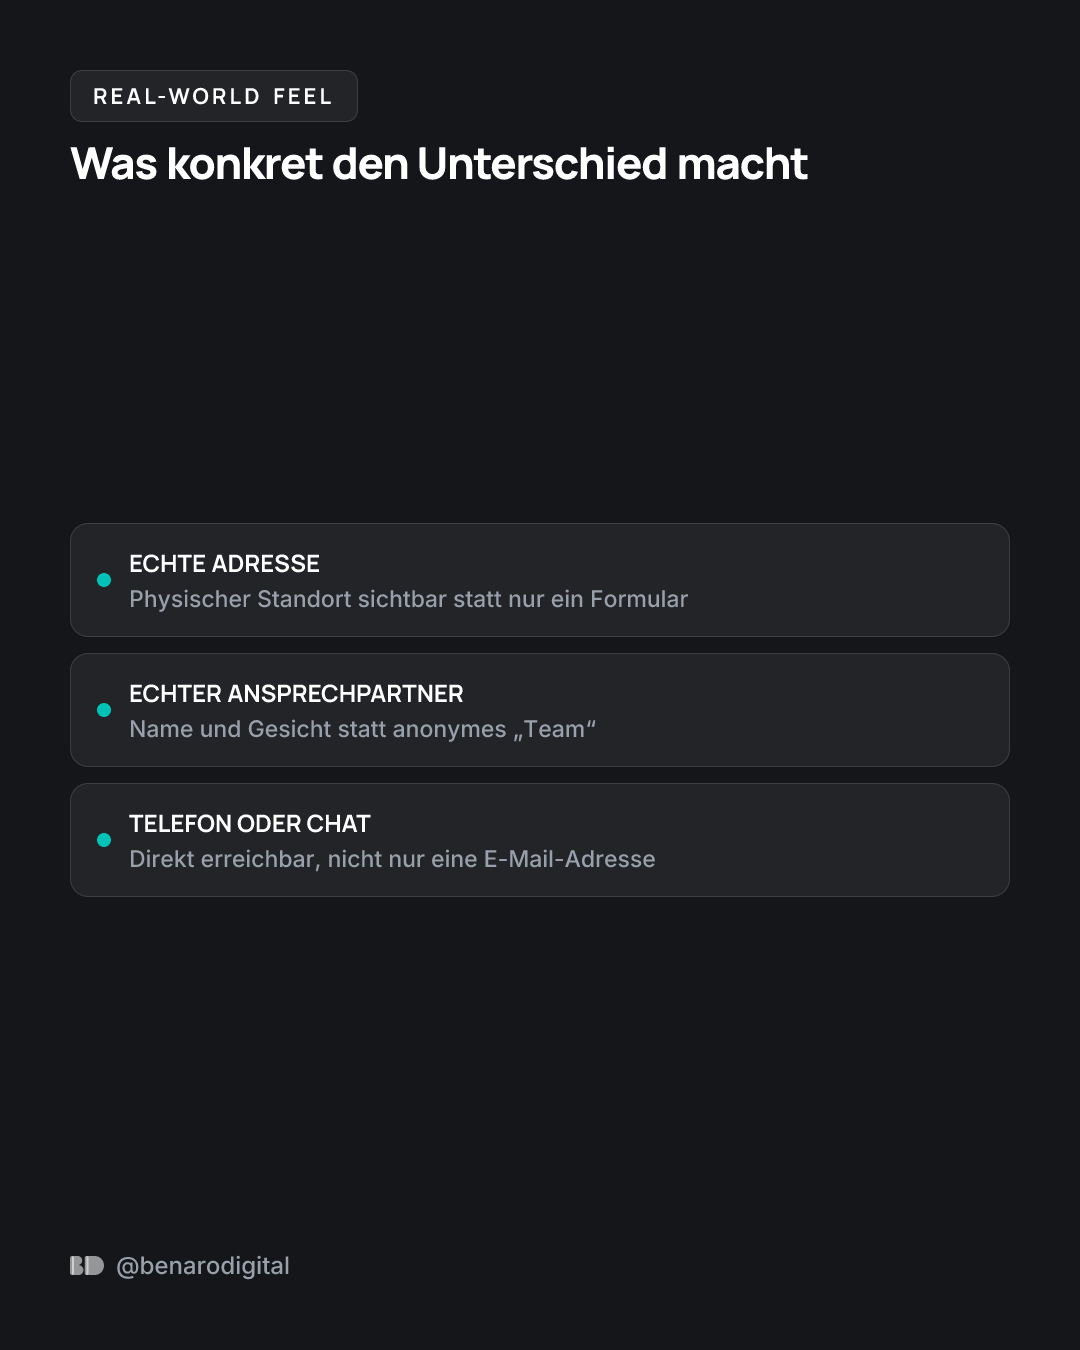 REAL-WORLD FEEL
Was konkret den Unterschied macht
ECHTE ADRESSE
Physischer Standort sichtbar statt nur ein Formular
ECHTER ANSPRECHPARTNER
Name und Gesicht statt anonymes „Team“
TELEFON ODER CHAT
Direkt erreichbar, nicht nur eine E-Mail-Adresse
BD @benarodigital